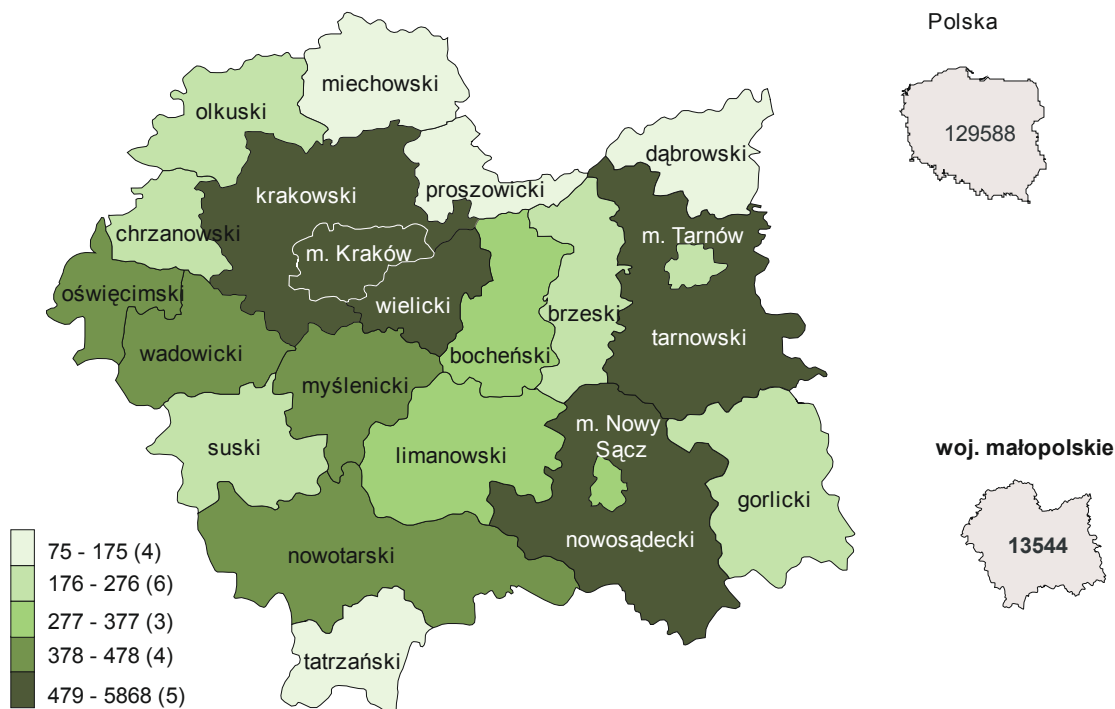 Polska
129588
miechowski
olkuski
dąbrowski
proszowicki
krakowski
chrzanowski
m. Tarnów
m. Kraków
oświęcimski
wielicki
brzeski
tarnowski
wadowicki
bocheński
myślenicki
m. Nowy
Sącz
suski
limanowski
woj. małopolskie
gorlicki
nowosądecki
nowotarski
13544
tatrzański
75 - 175 (4)
176 - 276 (6)
277 - 377 (3)
378 - 478 (4)
479 - 5868 (5)